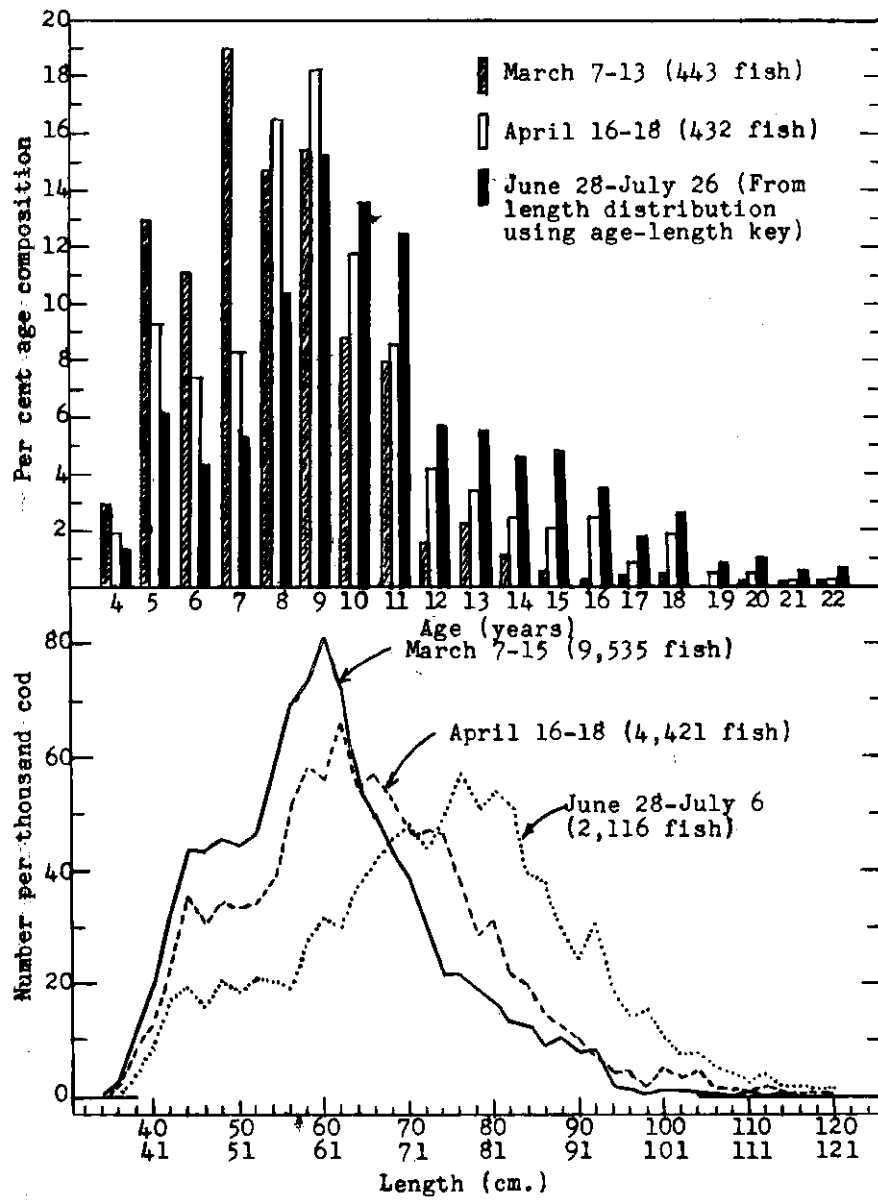 20
18
16
14
12
10
8
6
4
2
Per cent age composition
March 7-13 (443 fish)
April 16-18 (432 fish)
June 28-July 26 (From
length distribution
using age-length key)
4 5 6 7 8 9 10 11 12 13 14 15 16 17 18 19 20 21 22
Age (years)
80
60
40
20
0
Number per thousand cod
March 7-15 (9,535 fish)
April 16-18 (4,421 fish)
June 28-July 6
(2,116 fish)
40 50 60 70 80 90 100 110 120
41 51 61 71 81 91 101 111 121
Length (cm.)